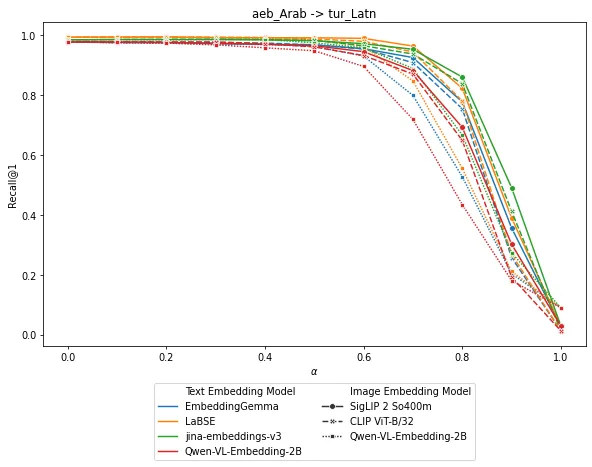 aeb_Arab -> tur_Latn
Recall@1
1.0
0.8
0.6
0.4
0.2
0.0
0.0 0.2 0.4 0.6 0.8 1.0
α
Text Embedding Model
EmbeddingGemma
LaBSE
jina-embeddings-v3
Qwen-VL-Embedding-2B
Image Embedding Model
SigLIP 2 So400m
CLIP ViT-B/32
Qwen-VL-Embedding-2B